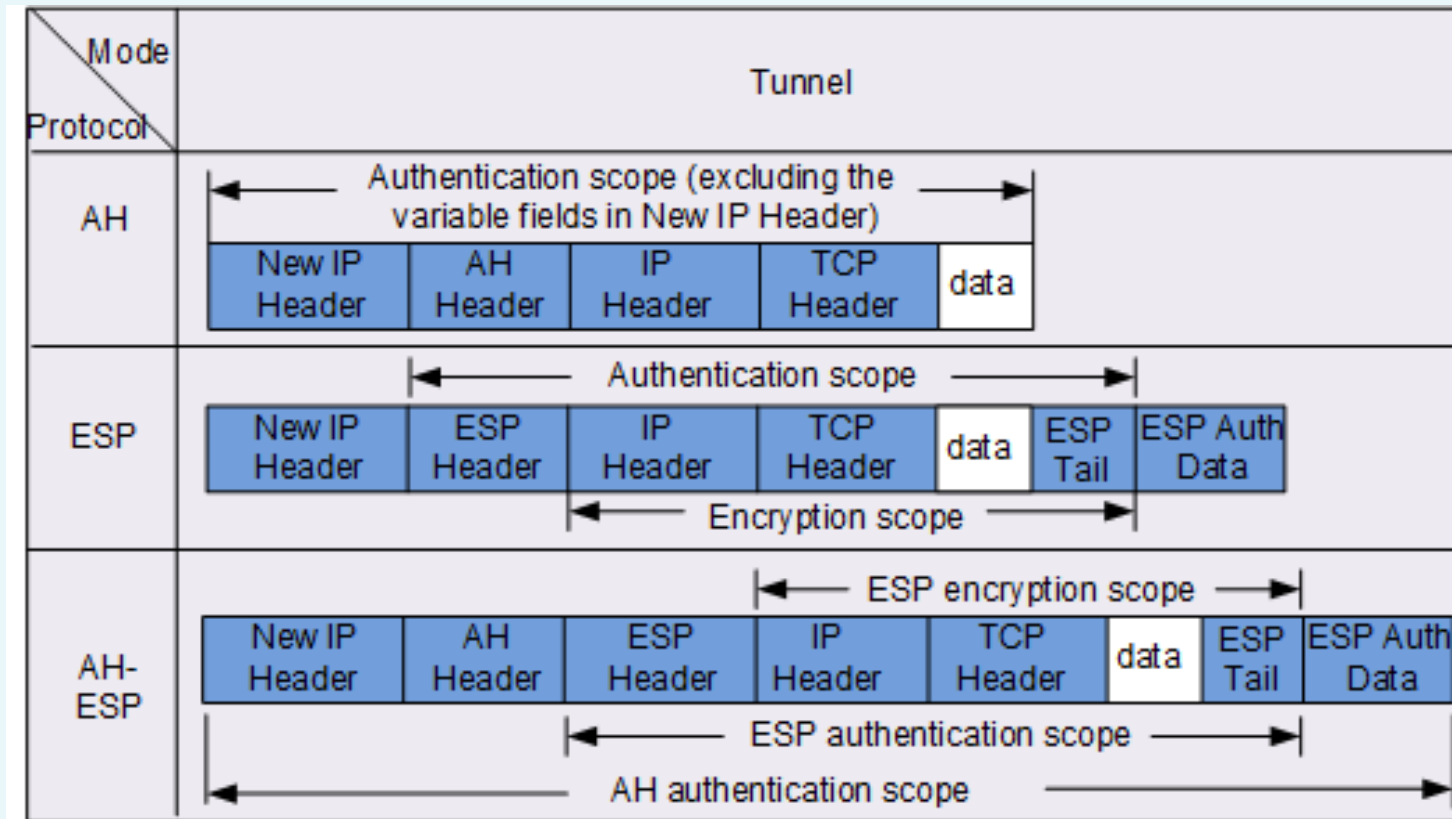 Mode
Protocol
Tunnel
AH
Authentication scope (excluding the
variable fields in New IP Header)
New IP Header
AH Header
IP Header
TCP Header
data
ESP
Authentication scope
New IP Header
ESP Header
IP Header
TCP Header
data
ESP Tail
ESP Auth Data
Encryption scope
AH-
ESP
ESP encryption scope
New IP Header
AH Header
ESP Header
IP Header
TCP Header
data
ESP Tail
ESP Auth Data
ESP authentication scope
AH authentication scope